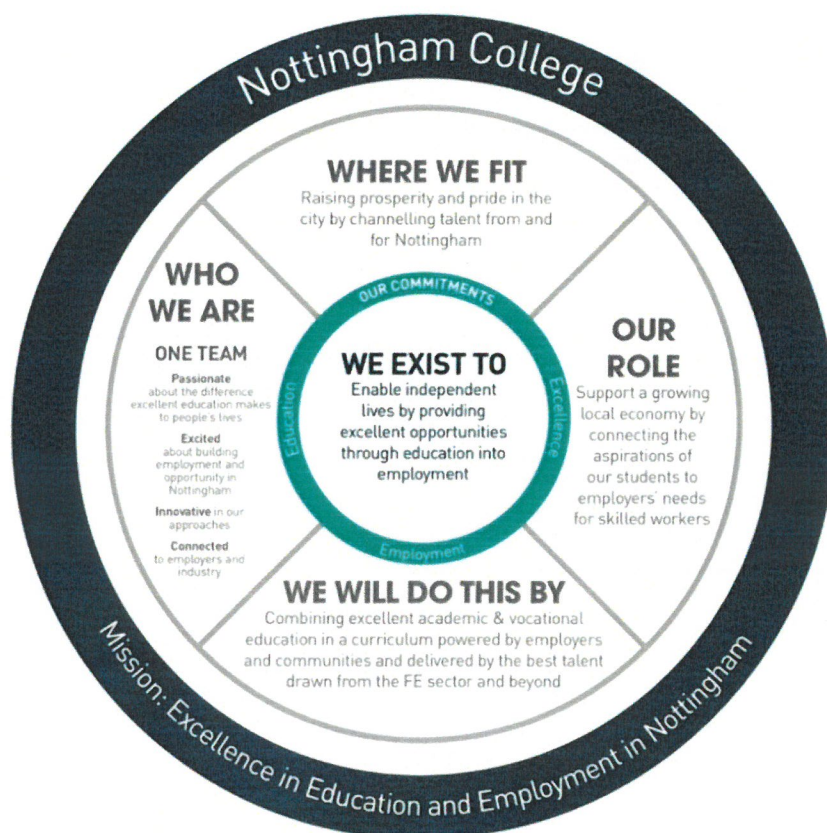 Nottingham College
WHERE WE FIT
Raising prosperity and pride in the
city by channelling talent from and
for Nottingham
WHO
WE ARE
ONE TEAM
Passionate
about the difference
excellent education makes
to people's lives
Excited
about building
employment and
opportunity in
Nottingham
Innovative in our
approaches
Connected
to employers and
industry
OUR COMMITMENTS
Education
Excellence
Employment
WE EXIST TO
Enable independent
lives by providing
excellent opportunities
through education into
employment
OUR
ROLE
Support a growing
local economy by
connecting the
aspirations of
our students to
employers' needs
for skilled workers
WE WILL DO THIS BY
Combining excellent academic & vocational
education in a curriculum powered by employers
and communities and delivered by the best talent
drawn from the FE sector and beyond
Mission: Excellence in Education and Employment in Nottingham